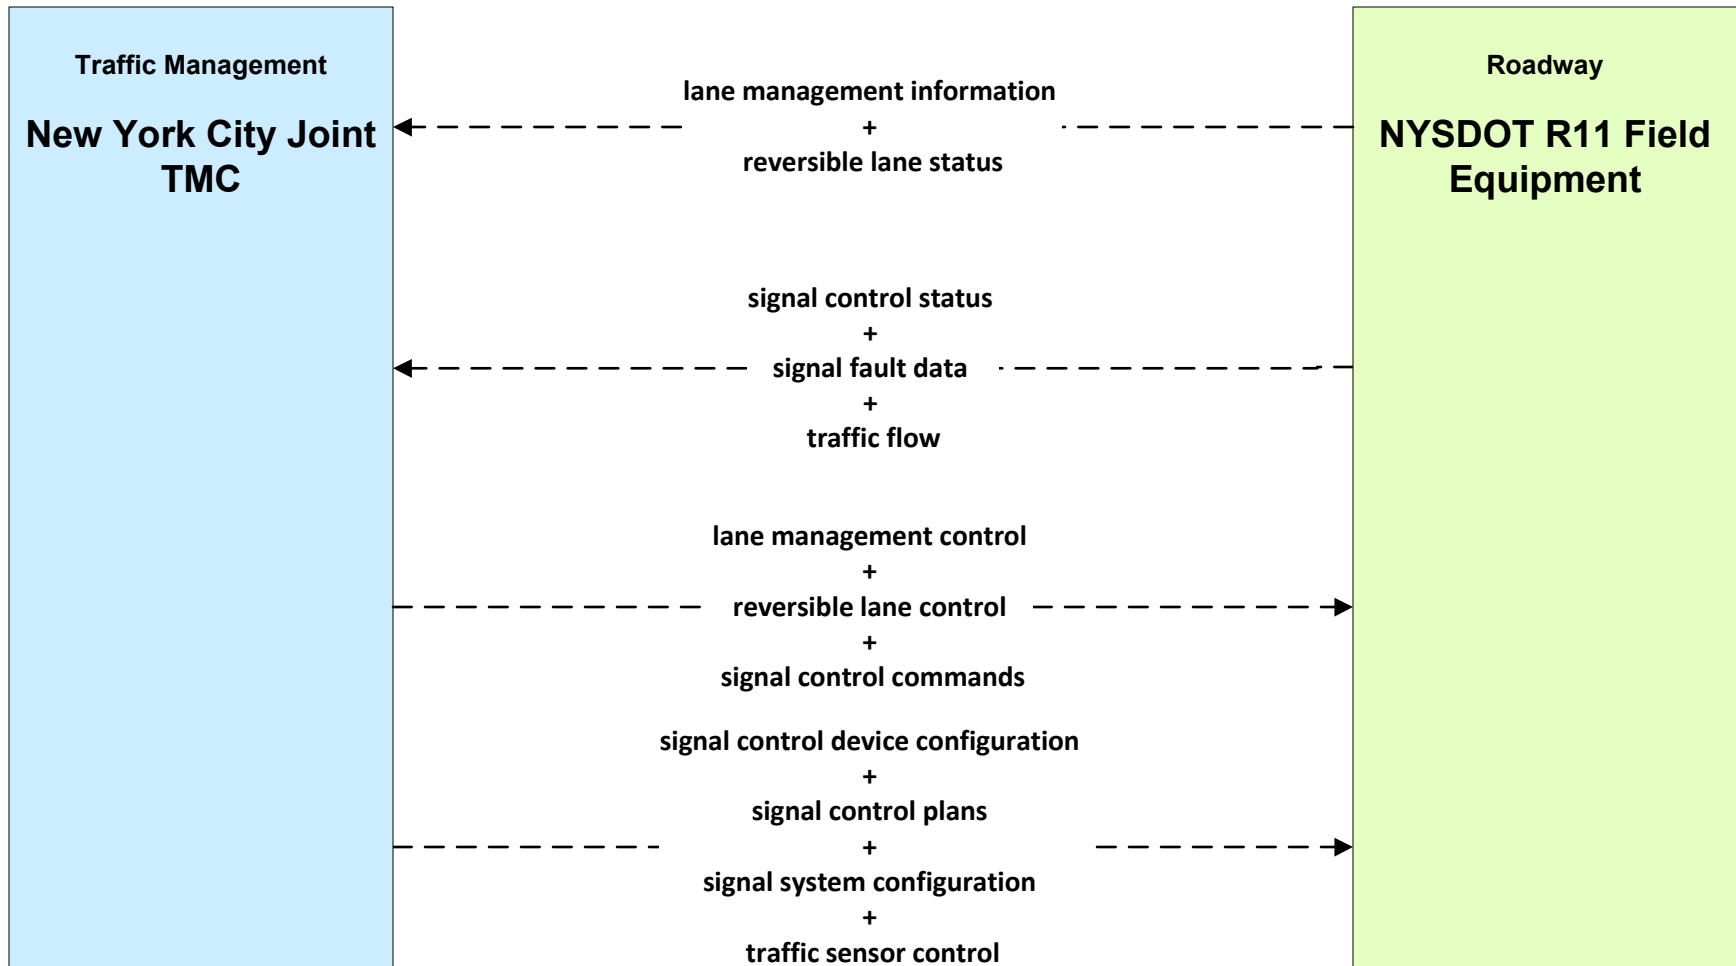 Traffic Management
New York City Joint
TMC
lane management information
+
reversible lane status
signal control status
+
signal fault data
+
traffic flow
lane management control
+
reversible lane control
+
signal control commands
signal control device configuration
+
signal control plans
+
signal system configuration
+
traffic sensor control
Roadway
NYSDOT R11 Field
Equipment